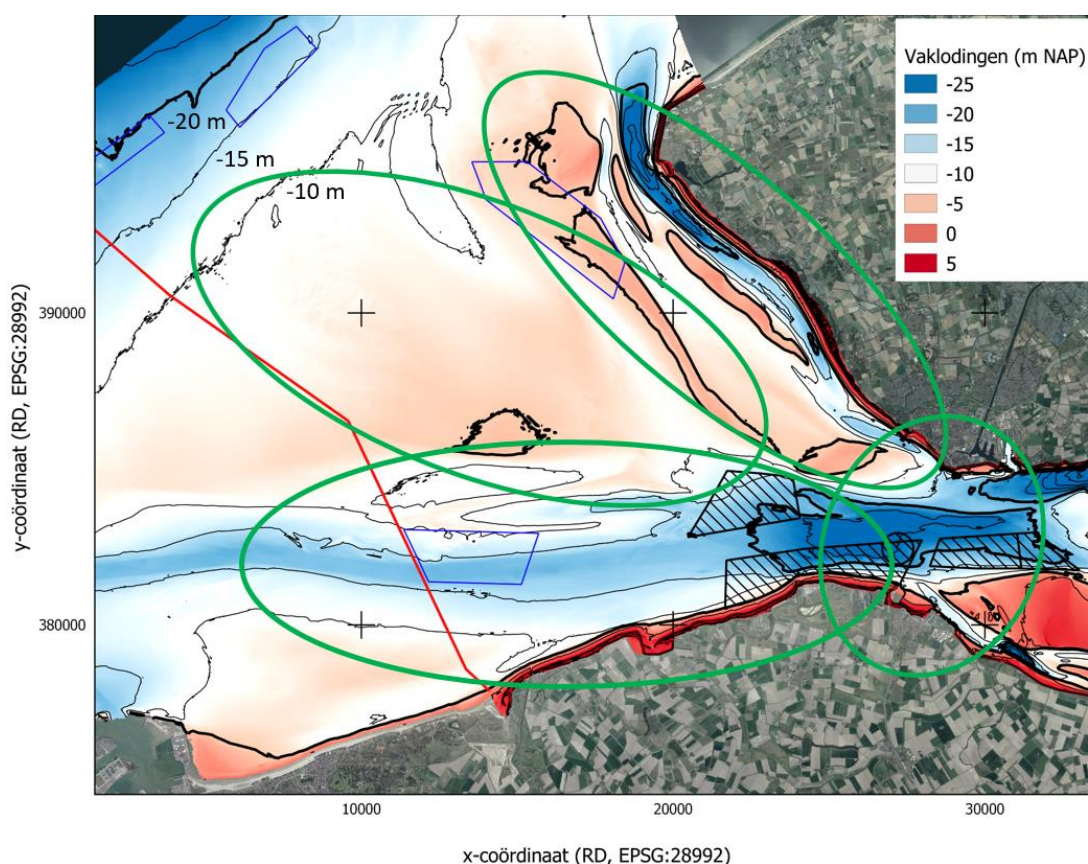 Vaklodingen (m NAP)
-25
-20
-15
-10
-5
0
5
-20 m
-15 m
-10 m
390000
380000
y-coördinaat (RD, EPSG:28992)
10000
20000
30000
x-coördinaat (RD, EPSG:28992)